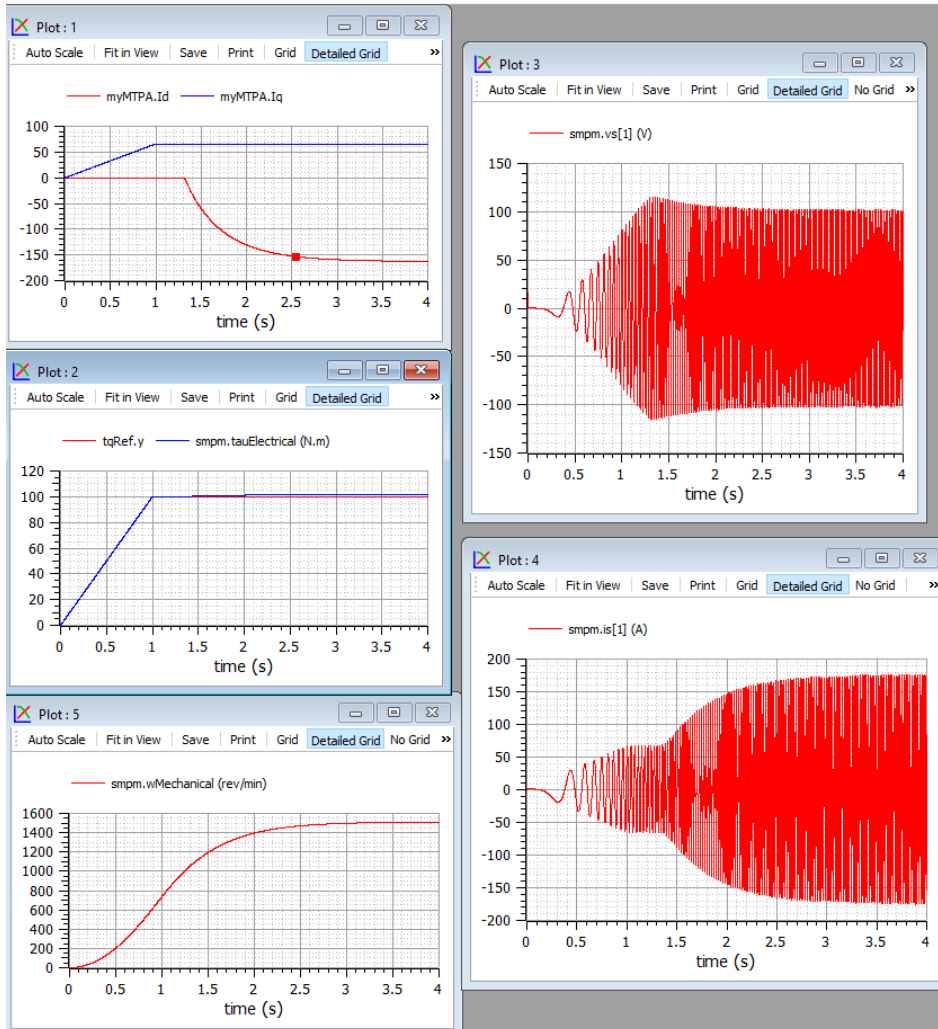 Plot : 1
Auto Scale Fit in View Save Print Grid Detailed Grid »
myMTPA.Id myMTPA.Iq
100
50
0
-50
-100
-150
-200
0 0.5 1 1.5 2 2.5 3 3.5 4
time (s)
Plot : 2
Auto Scale Fit in View Save Print Grid Detailed Grid »
tqRef.y smpm.tauElectrical (N.m)
120
100
80
60
40
20
0
0 0.5 1 1.5 2 2.5 3 3.5 4
time (s)
Plot : 5
Auto Scale Fit in View Save Print Grid Detailed Grid No Grid »
smpm.wMechanical (rev/min)
1600
1400
1200
1000
800
600
400
200
0
0 0.5 1 1.5 2 2.5 3 3.5 4
time (s)
Plot : 3
Auto Scale Fit in View Save Print Grid Detailed Grid No Grid »
smpm.vs[1] (V)
150
100
50
0
-50
-100
-150
0 0.5 1 1.5 2 2.5 3 3.5 4
time (s)
Plot : 4
Auto Scale Fit in View Save Print Grid Detailed Grid No Grid »
smpm.is[1] (A)
200
150
100
50
0
-50
-100
-150
-200
0 0.5 1 1.5 2 2.5 3 3.5 4
time (s)